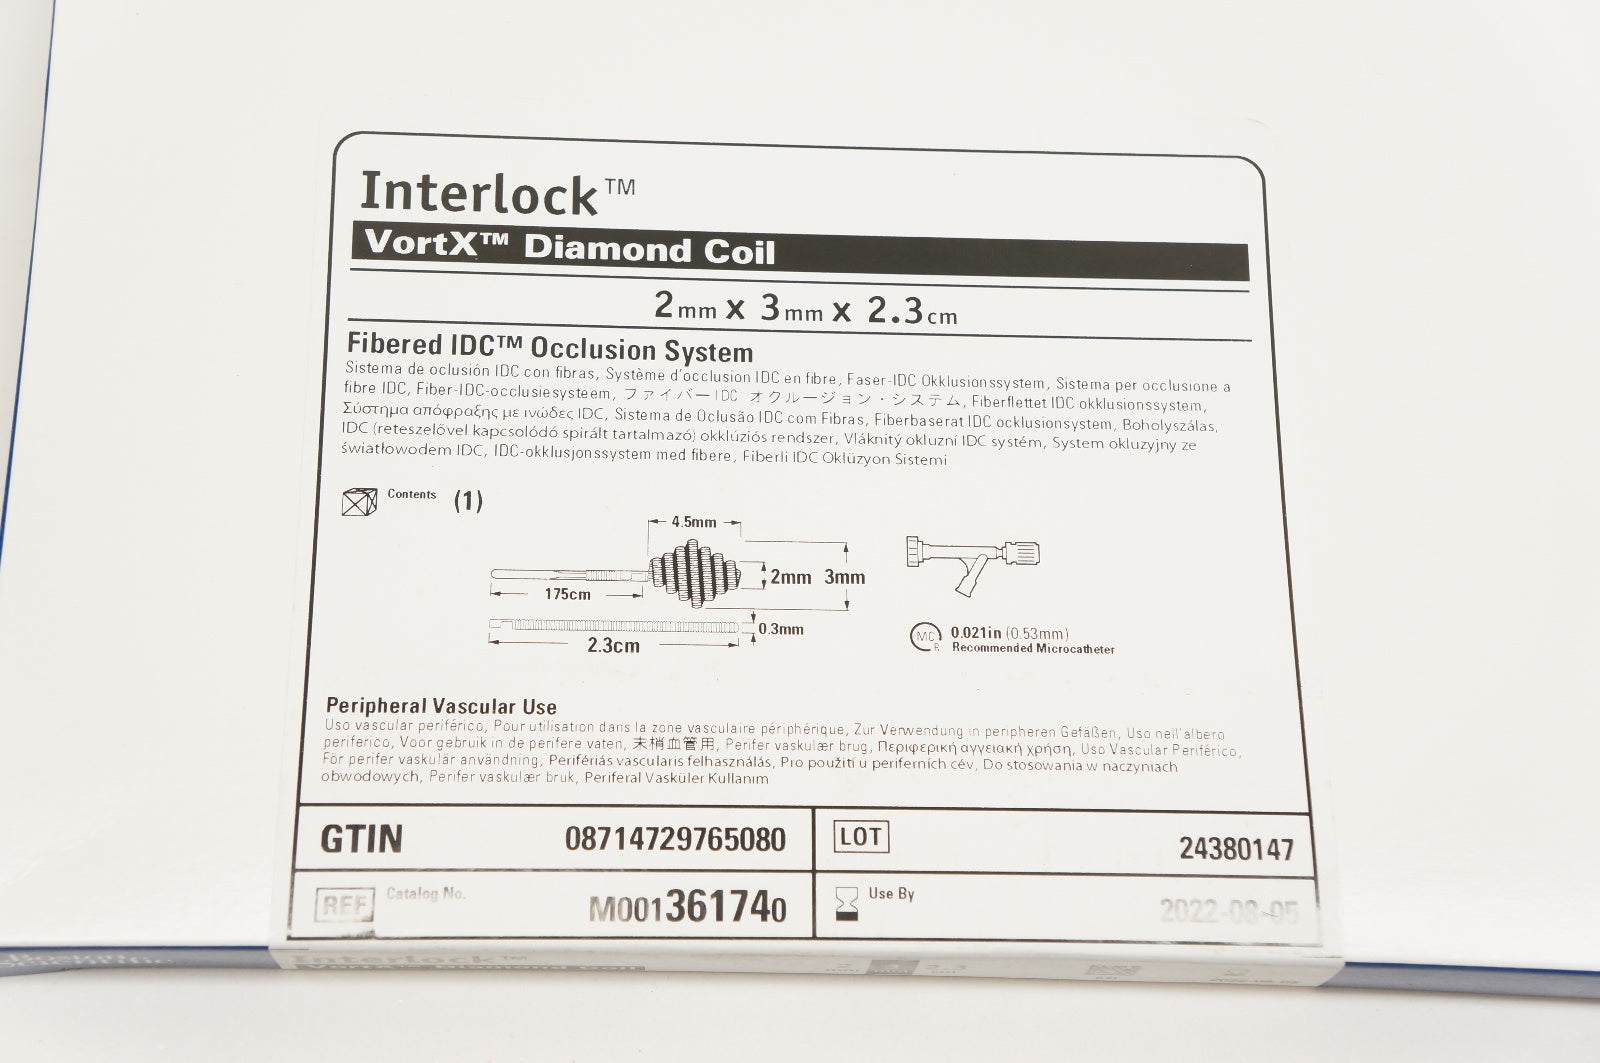 Interlock™
VortX™ Diamond Coil
2mm x 3mm x 2.3cm
Fibered IDC™ Occlusion System
Sistema de oclusión IDC con fibras, Système d'occlusion IDC en fibre, Faser-IDC Okklusionssystem, Sistema per occlusione a
fibre IDC, Fiber-IDC-occlusiesysteem, ファイバーIDC オクルージョン・システム, Fiberflettet IDC okklusionssystem,
Σύστημα απόφραξης με ινώδες IDC, Sistema de Oclusão IDC com Fibras, Fiberbaserat IDC ocklusionsystem, Boholyszálas,
IDC (reteszelővel kapcsolódó spirált tartalmazó) okklúziós rendszer, Vláknitý okluzní IDC systém, System okluzyjny ze
światłowodem IDC, IDC-okklusjonssystem med fibere, Fiberli IDC Oklüzyon Sistemi
Contents (1)
4.5mm
2mm 3mm
175cm
0.3mm
2.3cm
MC
R
0.021in (0.53mm)
Recommended Microcatheter
Peripheral Vascular Use
Uso vascular periférico, Pour utilisation dans la zone vasculaire périphérique, Zur Verwendung in peripheren Gefäßen, Uso nell'albero
periferico, Voor gebruik in de perifere vaten, 末梢血管用, Perifer vaskulær brug, Περιφερική αγγειακή χρήση, Uso Vascular Periférico,
För perifer vaskulär användning, Perifériás vascularis felhasználás, Pro použití u periferních cév, Do stosowania w naczyniach
obwodowych, Perifer vaskulær bruk, Periferal Vasküler Kullanım
GTIN 08714729765080
LOT 24380147
REF Catalog No. M001361740
Use By 2022-08-05
Interlock™
VortX™ Diamond Coil